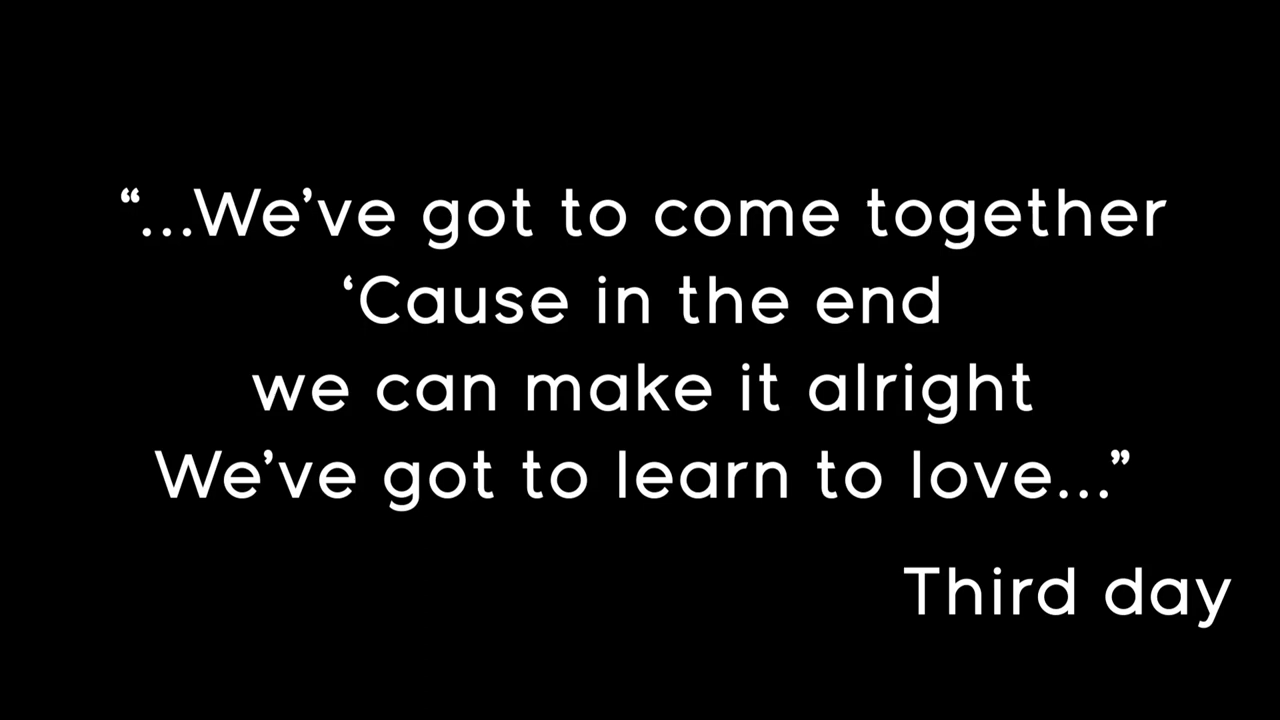 “...We’ve got to come together
‘Cause in the end
we can make it alright
We’ve got to learn to love...”
Third day